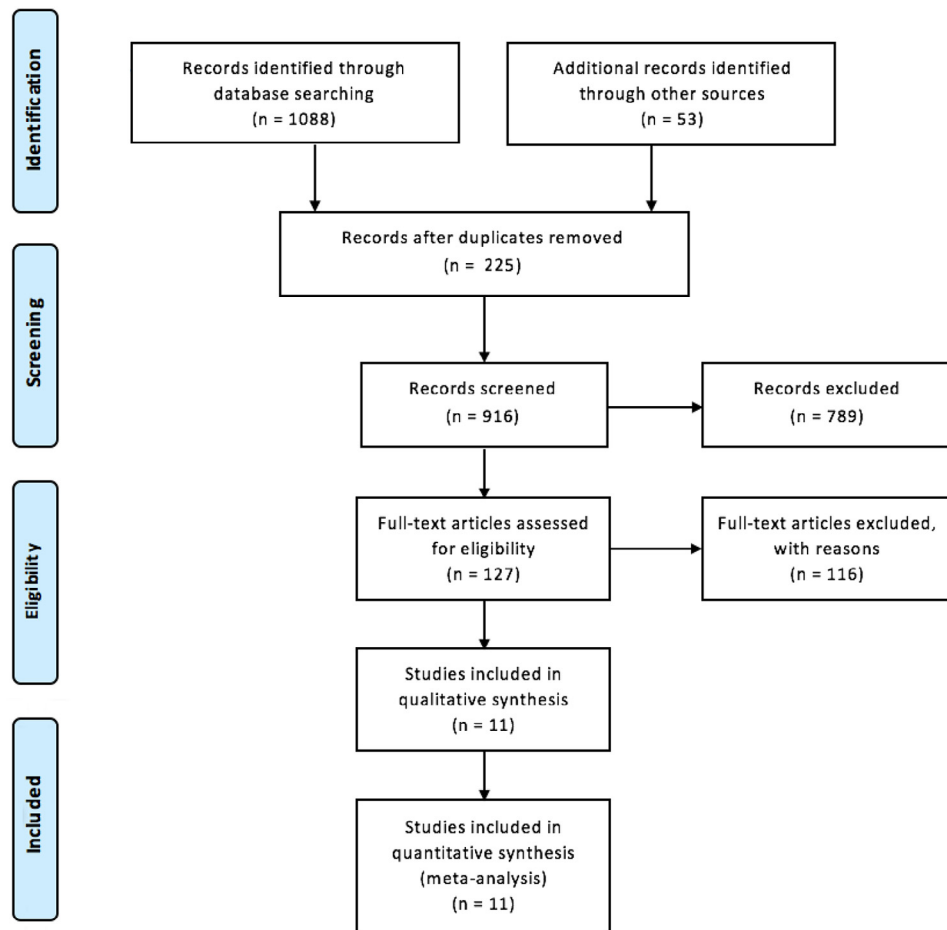 Identification
Records identified through
database searching
(n = 1088)
Additional records identified
through other sources
(n = 53)
Records after duplicates removed
(n = 225)
Screening
Records screened
(n = 916)
Records excluded
(n = 789)
Eligibility
Full-text articles assessed
for eligibility
(n = 127)
Full-text articles excluded,
with reasons
(n = 116)
Studies included in
qualitative synthesis
(n = 11)
Included
Studies included in
quantitative synthesis
(meta-analysis)
(n = 11)